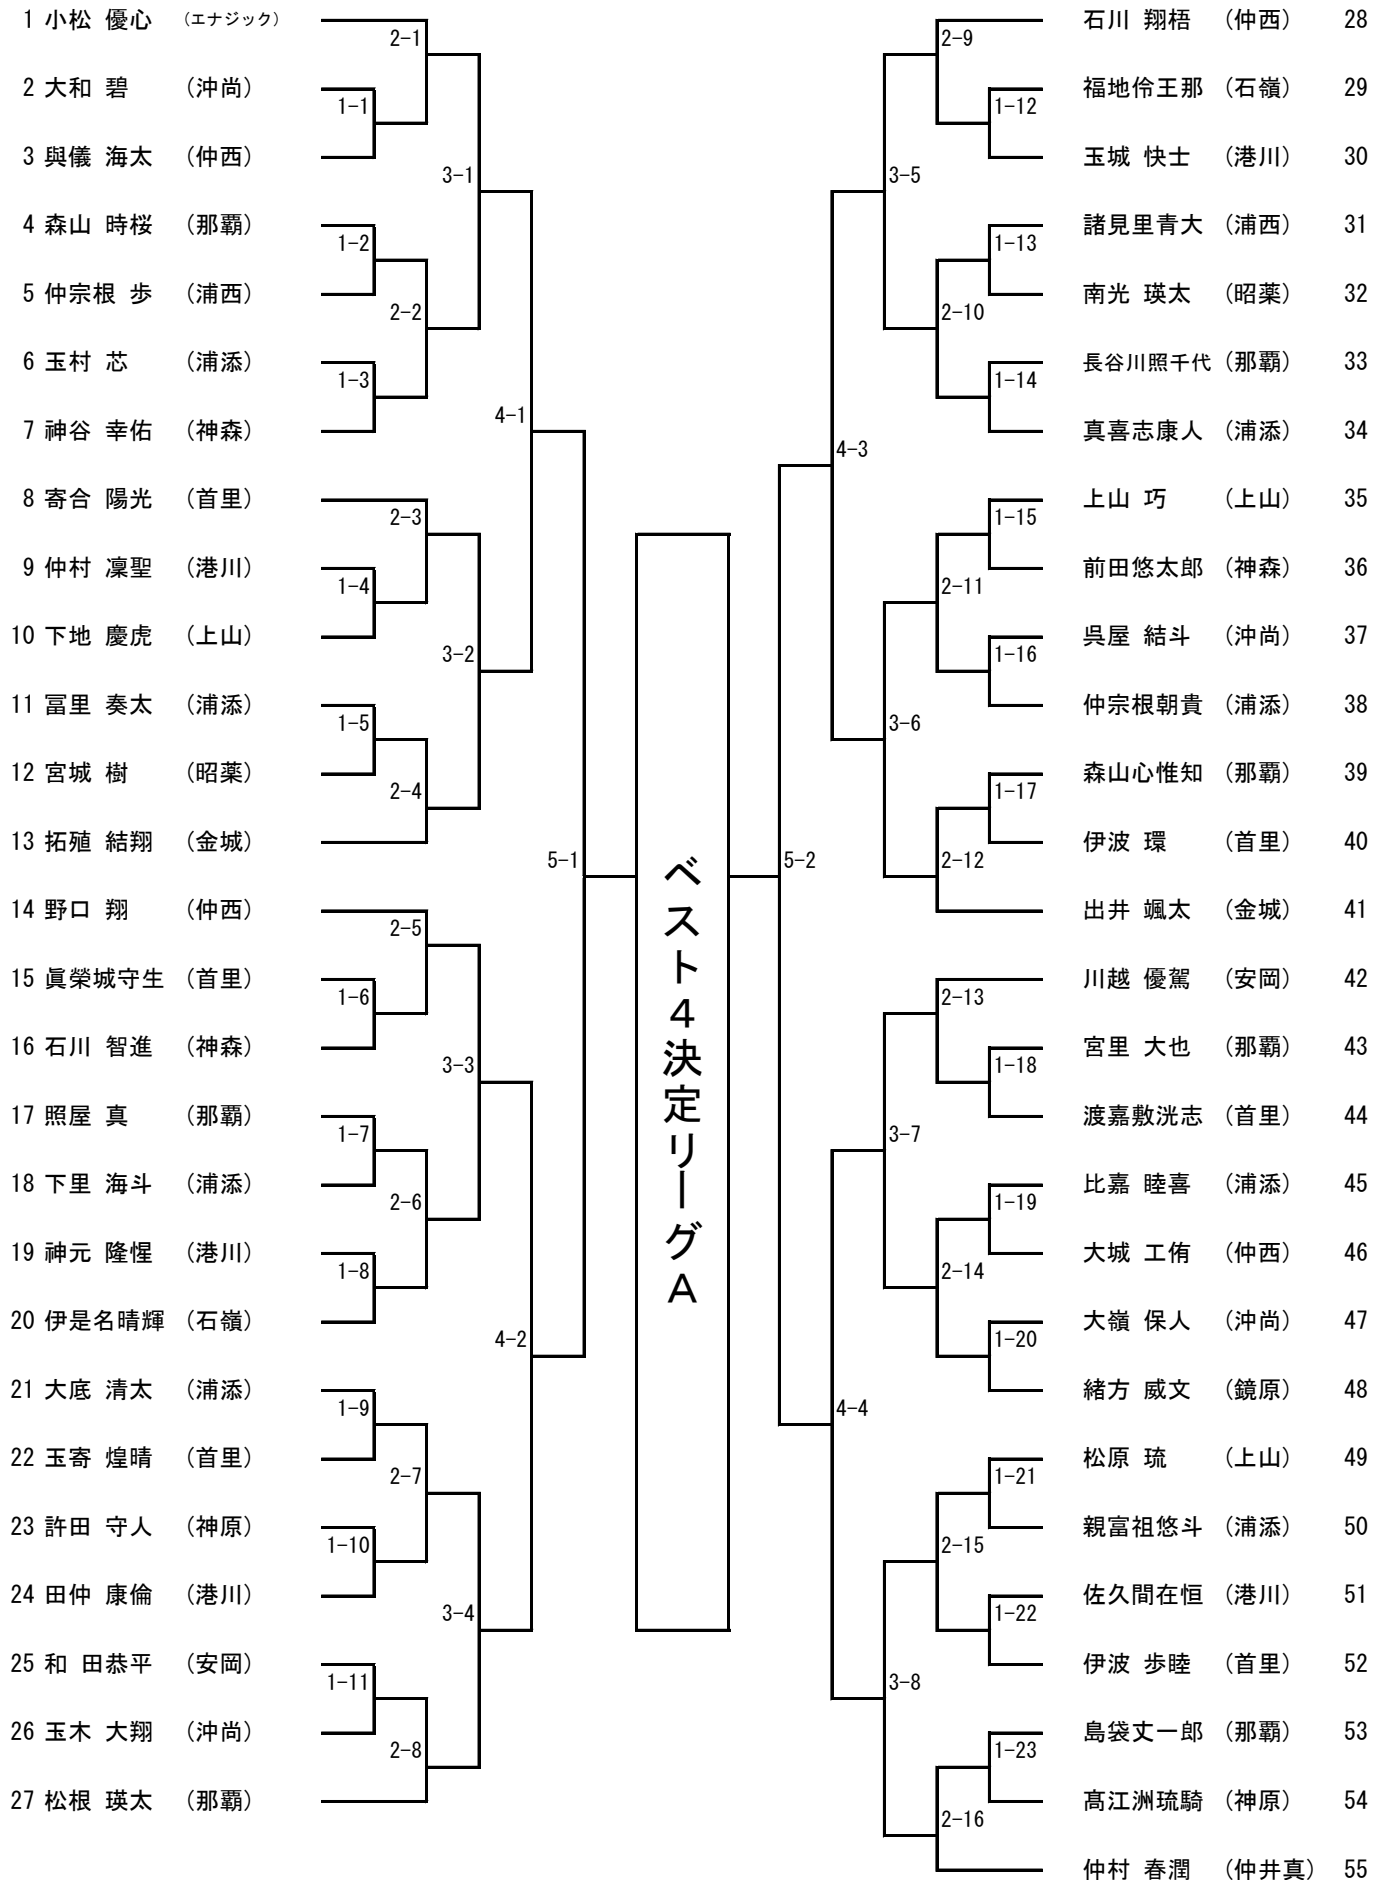 1 小松 優心 (エナジック)
2 大和 碧 (沖尚)
3 與儀 海太 (仲西)
4 森山 時桜 (那覇)
5 仲宗根 歩 (浦西)
6 玉村 芯 (浦添)
7 神谷 幸佑 (神森)
8 寄合 陽光 (首里)
9 仲村 凜聖 (港川)
10 下地 慶虎 (上山)
11 冨里 奏太 (浦添)
12 宮城 樹 (昭薬)
13 拓殖 結翔 (金城)
14 野口 翔 (仲西)
15 眞榮城守生 (首里)
16 石川 智進 (神森)
17 照屋 真 (那覇)
18 下里 海斗 (浦添)
19 神元 隆惺 (港川)
20 伊是名晴輝 (石嶺)
21 大底 清太 (浦添)
22 玉寄 煌晴 (首里)
23 許田 守人 (神原)
24 田仲 康倫 (港川)
25 和 田恭平 (安岡)
26 玉木 大翔 (沖尚)
27 松根 瑛太 (那覇)
1-1
1-2
1-3
1-4
1-5
1-6
1-7
1-8
1-9
1-10
1-11
2-1
2-2
2-3
2-4
2-5
2-6
2-7
2-8
3-1
3-2
3-3
3-4
4-1
4-2
5-1
ベスト4決定リーグA
5-2
4-3
4-4
3-5
3-6
3-7
3-8
2-9
2-10
2-11
2-12
2-13
2-14
2-15
2-16
1-12
1-13
1-14
1-15
1-16
1-17
1-18
1-19
1-20
1-21
1-22
1-23
石川 翔梧 (仲西) 28
福地伶王那 (石嶺) 29
玉城 快士 (港川) 30
諸見里青大 (浦西) 31
南光 瑛太 (昭薬) 32
長谷川照千代 (那覇) 33
真喜志康人 (浦添) 34
上山 巧 (上山) 35
前田悠太郎 (神森) 36
呉屋 結斗 (沖尚) 37
仲宗根朝貴 (浦添) 38
森山心惟知 (那覇) 39
伊波 環 (首里) 40
出井 颯太 (金城) 41
川越 優駕 (安岡) 42
宮里 大也 (那覇) 43
渡嘉敷洸志 (首里) 44
比嘉 睦喜 (浦添) 45
大城 工侑 (仲西) 46
大嶺 保人 (沖尚) 47
緒方 威文 (鏡原) 48
松原 琉 (上山) 49
親富祖悠斗 (浦添) 50
佐久間在恒 (港川) 51
伊波 歩睦 (首里) 52
島袋丈一郎 (那覇) 53
髙江洲琉騎 (神原) 54
仲村 春潤 (仲井真) 55